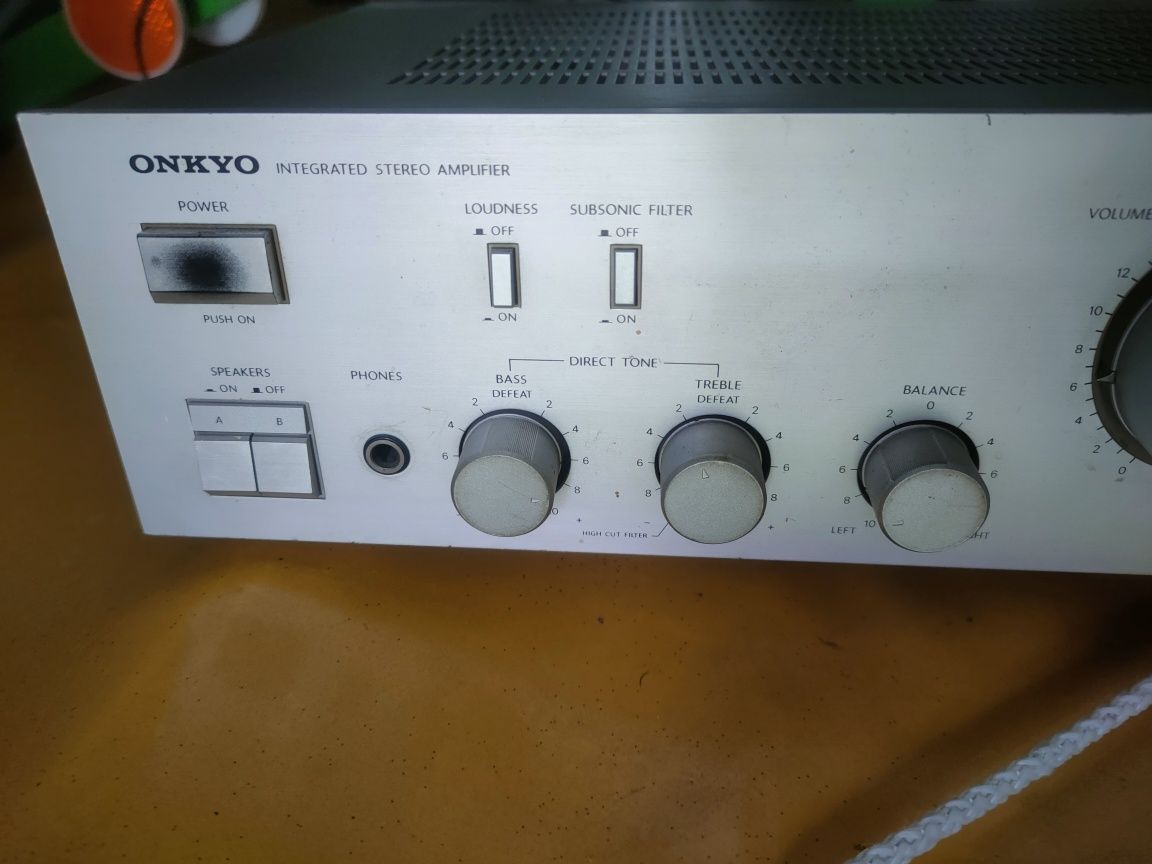 ONKYO INTEGRATED STEREO AMPLIFIER
POWER
PUSH ON
LOUDNESS
OFF
ON
SUBSONIC FILTER
OFF
ON
VOLUME
12
10
8
6
4
2
0
SPEAKERS
ON OFF
A B
PHONES
DIRECT TONE
BASS
DEFEAT
2 2
4 4
6 6
8
0
+
TREBLE
DEFEAT
2 2
4 4
6 6
8 8
- +
HIGH CUT FILTER
BALANCE
0
2 2
4 4
6 6
8
10
LEFT